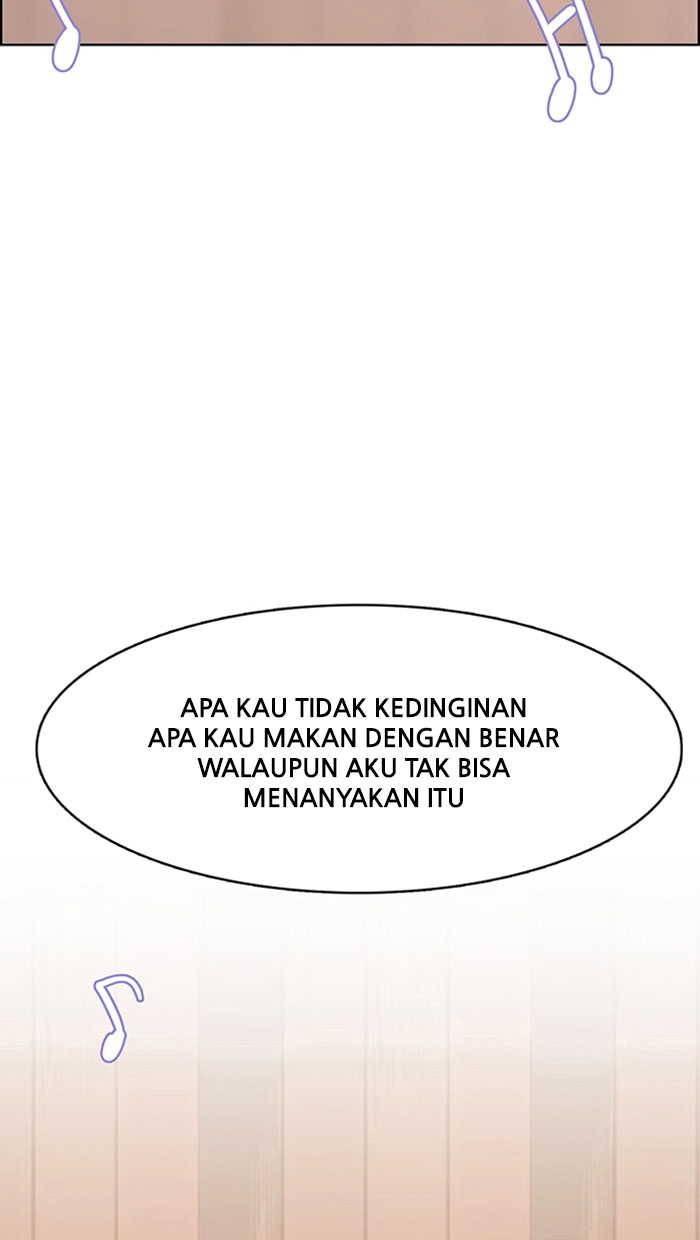 APA KAU TIDAK KEDINGINAN
APA KAU MAKAN DENGAN BENAR
WALAUPUN AKU TAK BISA
MENANYAKAN ITU